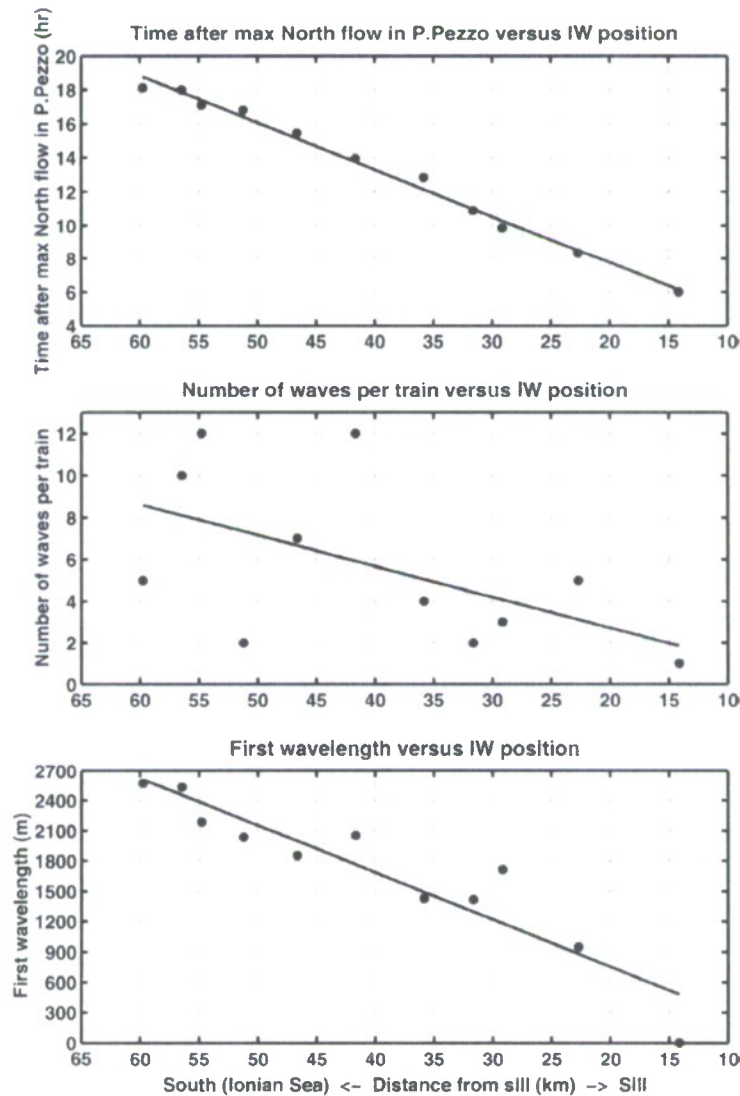 Time after max North flow in P.Pezzo versus IW position
Time after max North flow in P.Pezzo (hr)
20
18
16
14
12
10
8
6
4
65 60 55 50 45 40 35 30 25 20 15 10
Number of waves per train versus IW position
Number of waves per train
12
10
8
6
4
2
0
65 60 55 50 45 40 35 30 25 20 15 10
First wavelength versus IW position
First wavelength (m)
2700
2400
2100
1800
1500
1200
900
600
300
0
65 60 55 50 45 40 35 30 25 20 15 10
South (Ionian Sea) <- Distance from sill (km) -> Sill